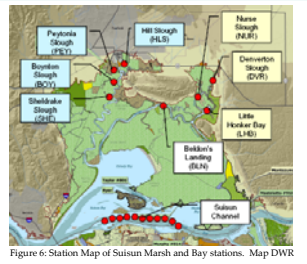 Peytonia
Slough
(PEY)
Hill Slough
(HLS)
Nurse
Slough
(NUR)
Boynton
Slough
(BOY)
Denverton
Slough
(DVR)
Sheldrake
Slough
(SHE)
Little
Honker Bay
(LHB)
Beldon's
Landing
(BLN)
Suisun
Channel
Figure 6: Station Map of Suisun Marsh and Bay stations. Map DWR